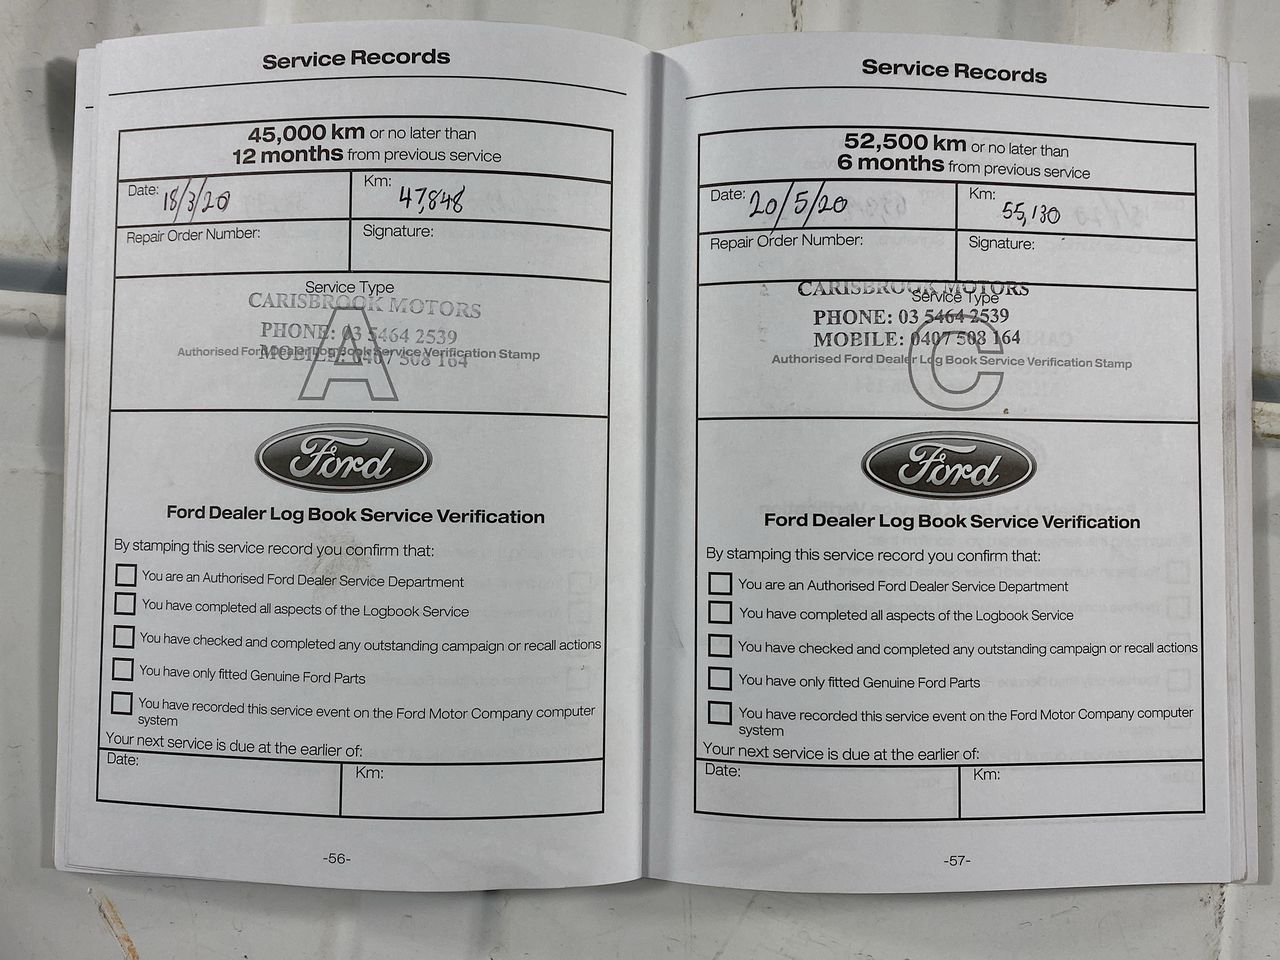 Service Records
45,000 km or no later than
12 months from previous service
Date: 18/3/20
Km: 47,848
Repair Order Number:
Signature:
Service Type
CARISBROOK MOTORS
PHONE: 03 5464 2539
MOBILE: 0407 508 164
Authorised Ford Dealer Log Book Service Verification Stamp
A
Ford
Ford Dealer Log Book Service Verification
By stamping this service record you confirm that:
You are an Authorised Ford Dealer Service Department
You have completed all aspects of the Logbook Service
You have checked and completed any outstanding campaign or recall actions
You have only fitted Genuine Ford Parts
You have recorded this service event on the Ford Motor Company computer
system
Your next service is due at the earlier of:
Date:
Km:
-56-
Service Records
52,500 km or no later than
6 months from previous service
Date: 20/5/20
Km: 55,130
Repair Order Number:
Signature:
CARISBROOK MOTORS
Service Type
PHONE: 03 5464 2539
MOBILE: 0407 508 164
Authorised Ford Dealer Log Book Service Verification Stamp
C
Ford
Ford Dealer Log Book Service Verification
By stamping this service record you confirm that:
You are an Authorised Ford Dealer Service Department
You have completed all aspects of the Logbook Service
You have checked and completed any outstanding campaign or recall actions
You have only fitted Genuine Ford Parts
You have recorded this service event on the Ford Motor Company computer
system
Your next service is due at the earlier of:
Date:
Km:
-57-